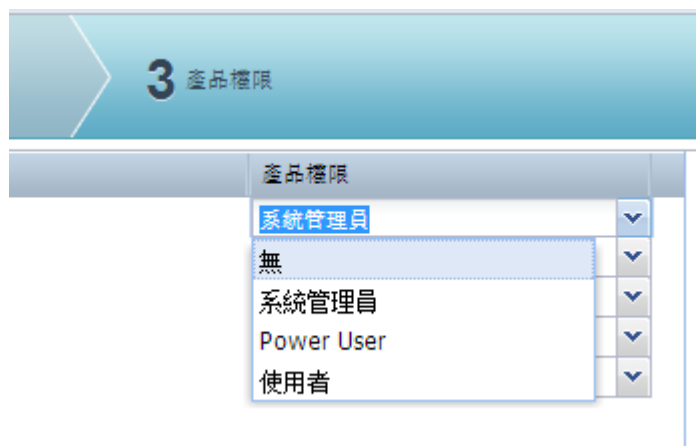 3 產品權限
產品權限
系統管理員
無
系統管理員
Power User
使用者